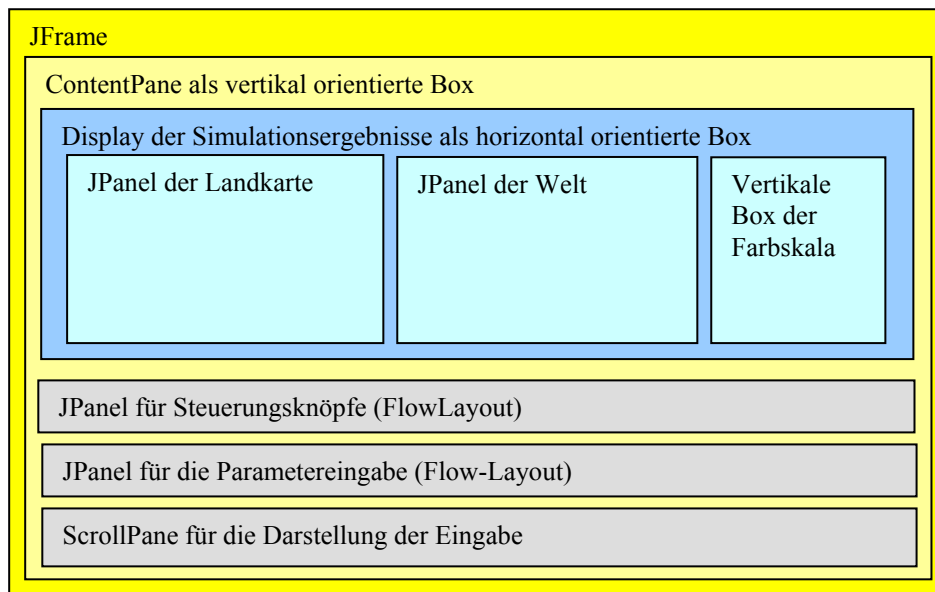 JFrame
ContentPane als vertikal orientierte Box
Display der Simulationsergebnisse als horizontal orientierte Box
JPanel der Landkarte
JPanel der Welt
Vertikale
Box der
Farbskala
JPanel für Steuerungsknöpfe (FlowLayout)
JPanel für die Parametereingabe (Flow-Layout)
ScrollPane für die Darstellung der Eingabe